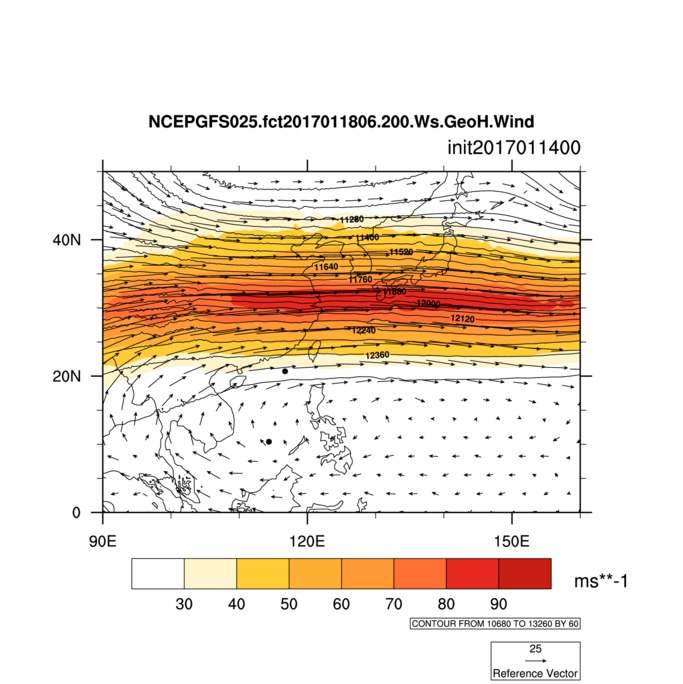 NCEPGFS025.fct2017011806.200.Ws.GeoH.Wind
init2017011400
11280
11400
11520
11640
11760
11880
12000
12120
12240
12360
40N
20N
0
90E 120E 150E
30 40 50 60 70 80 90
ms**-1
CONTOUR FROM 10680 TO 13260 BY 60
25
Reference Vector